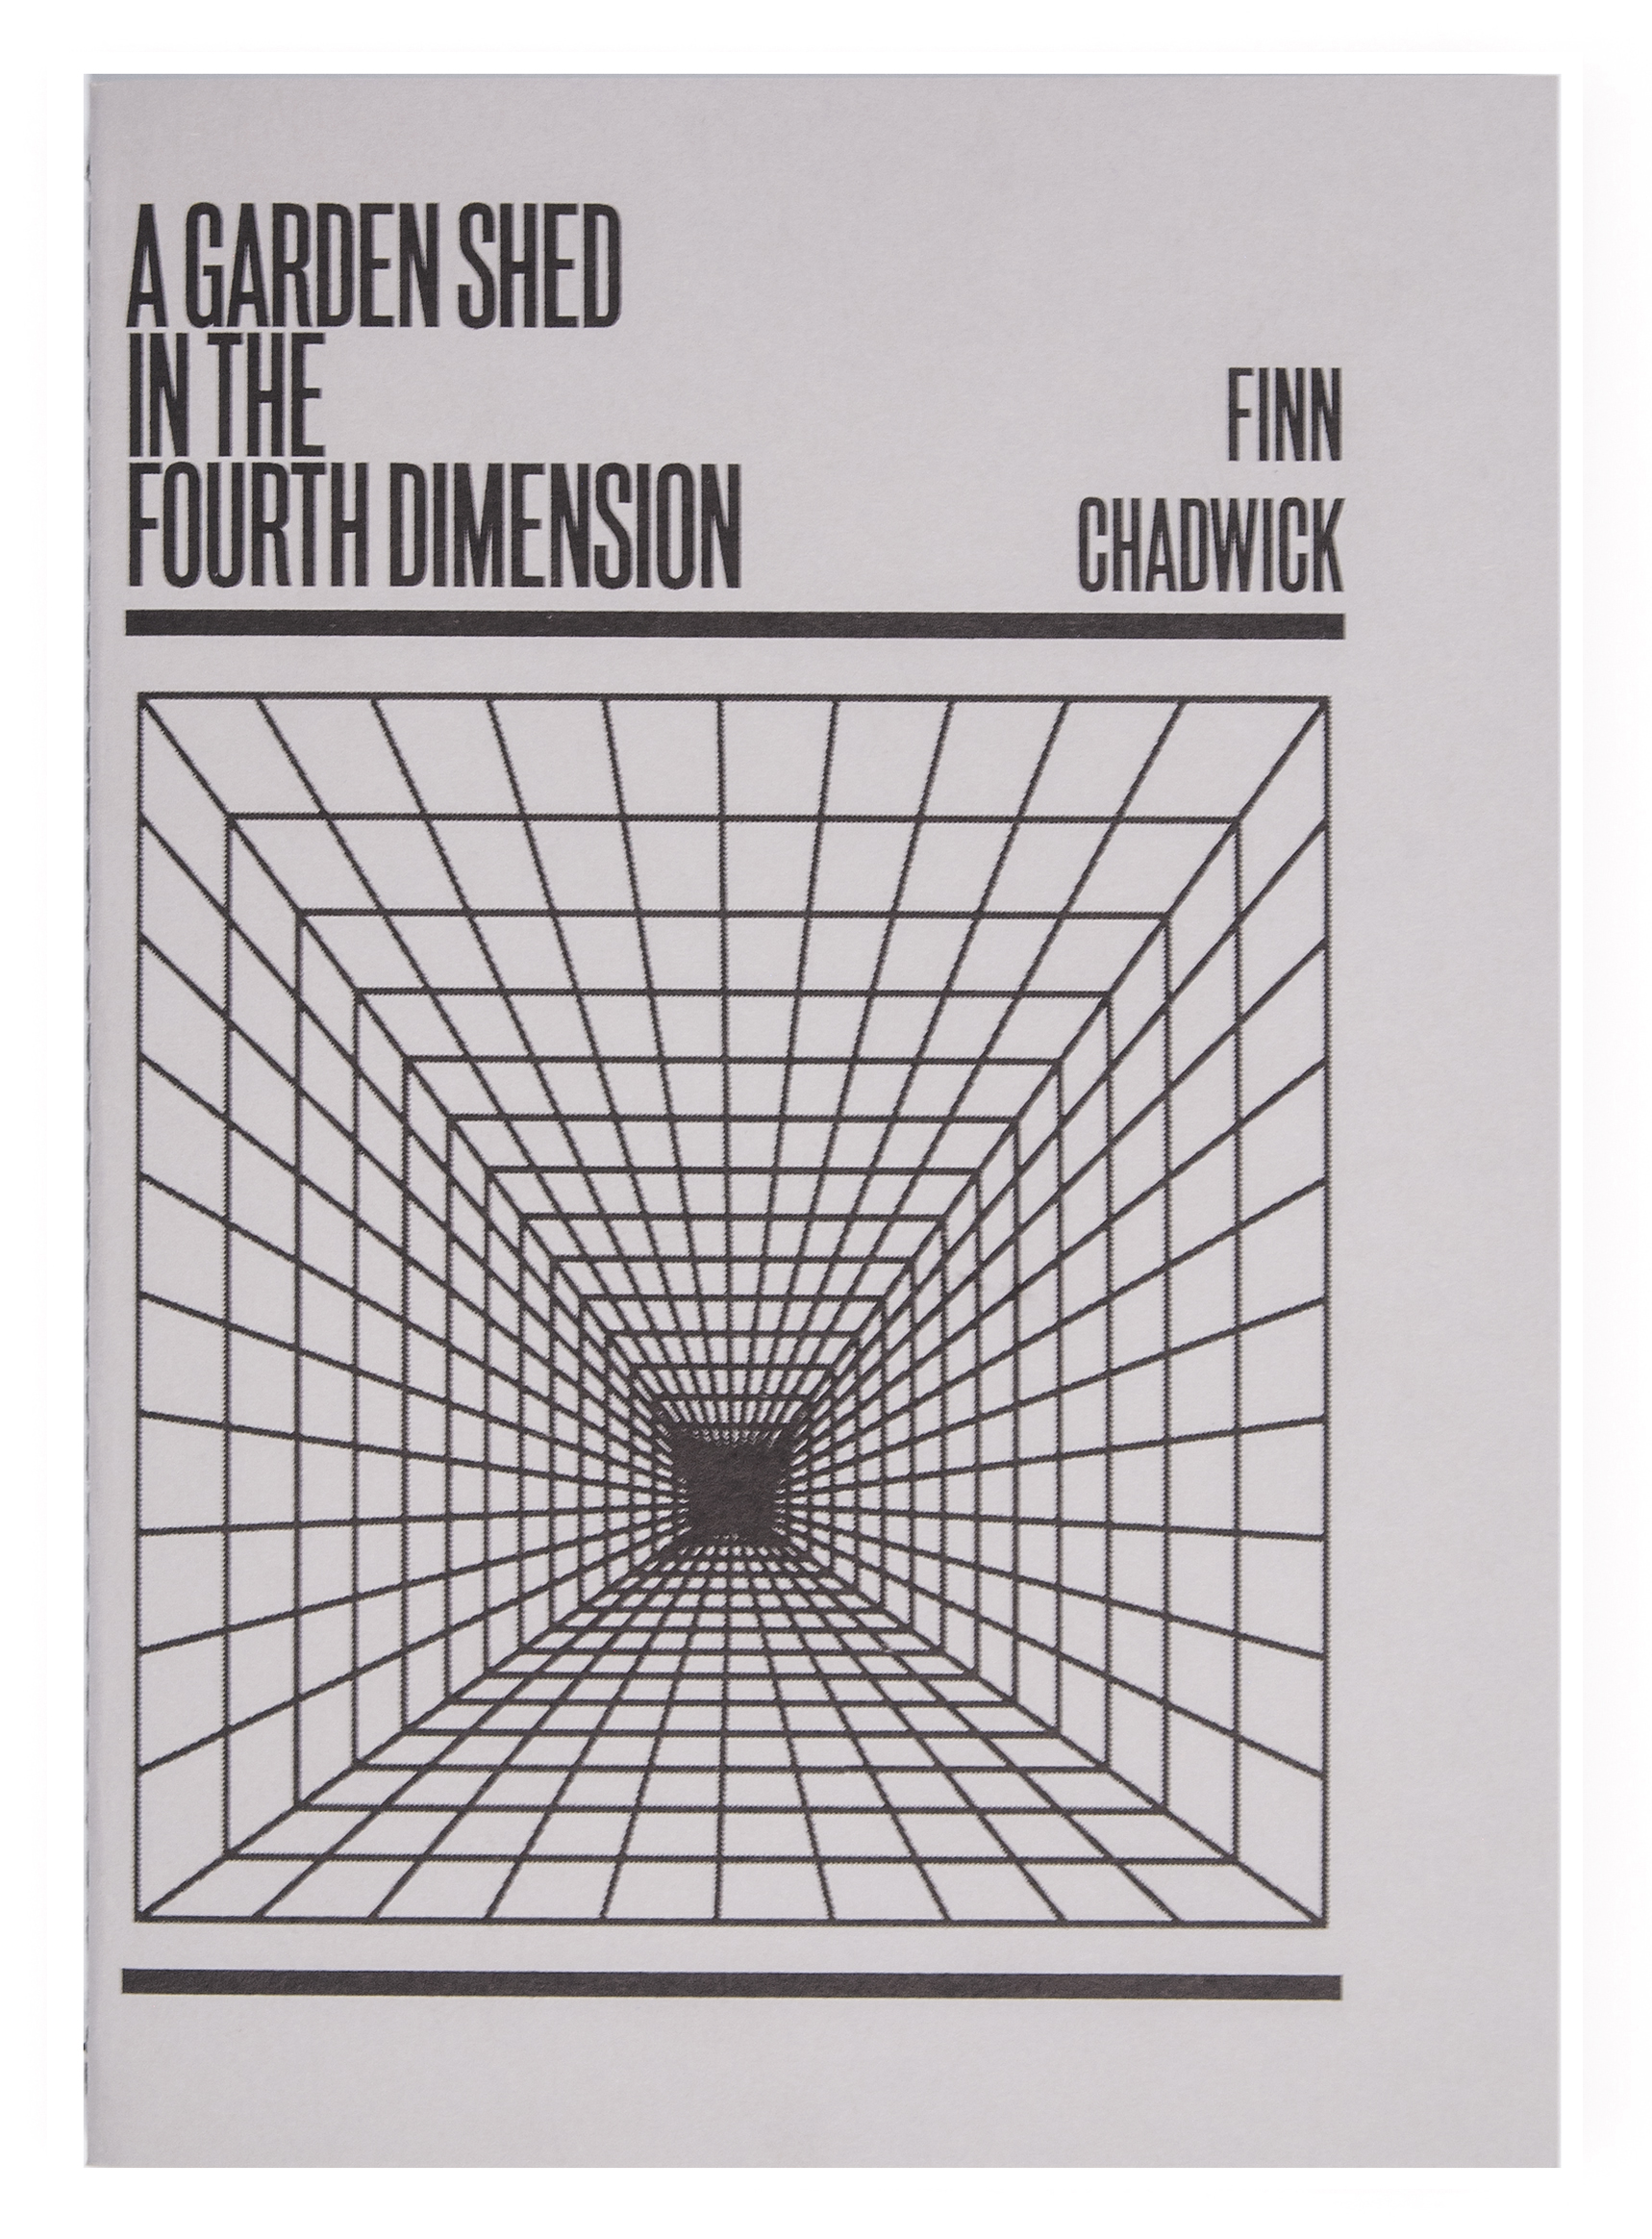 A GARDEN SHED
IN THE
FOURTH DIMENSION
FINN
CHADWICK